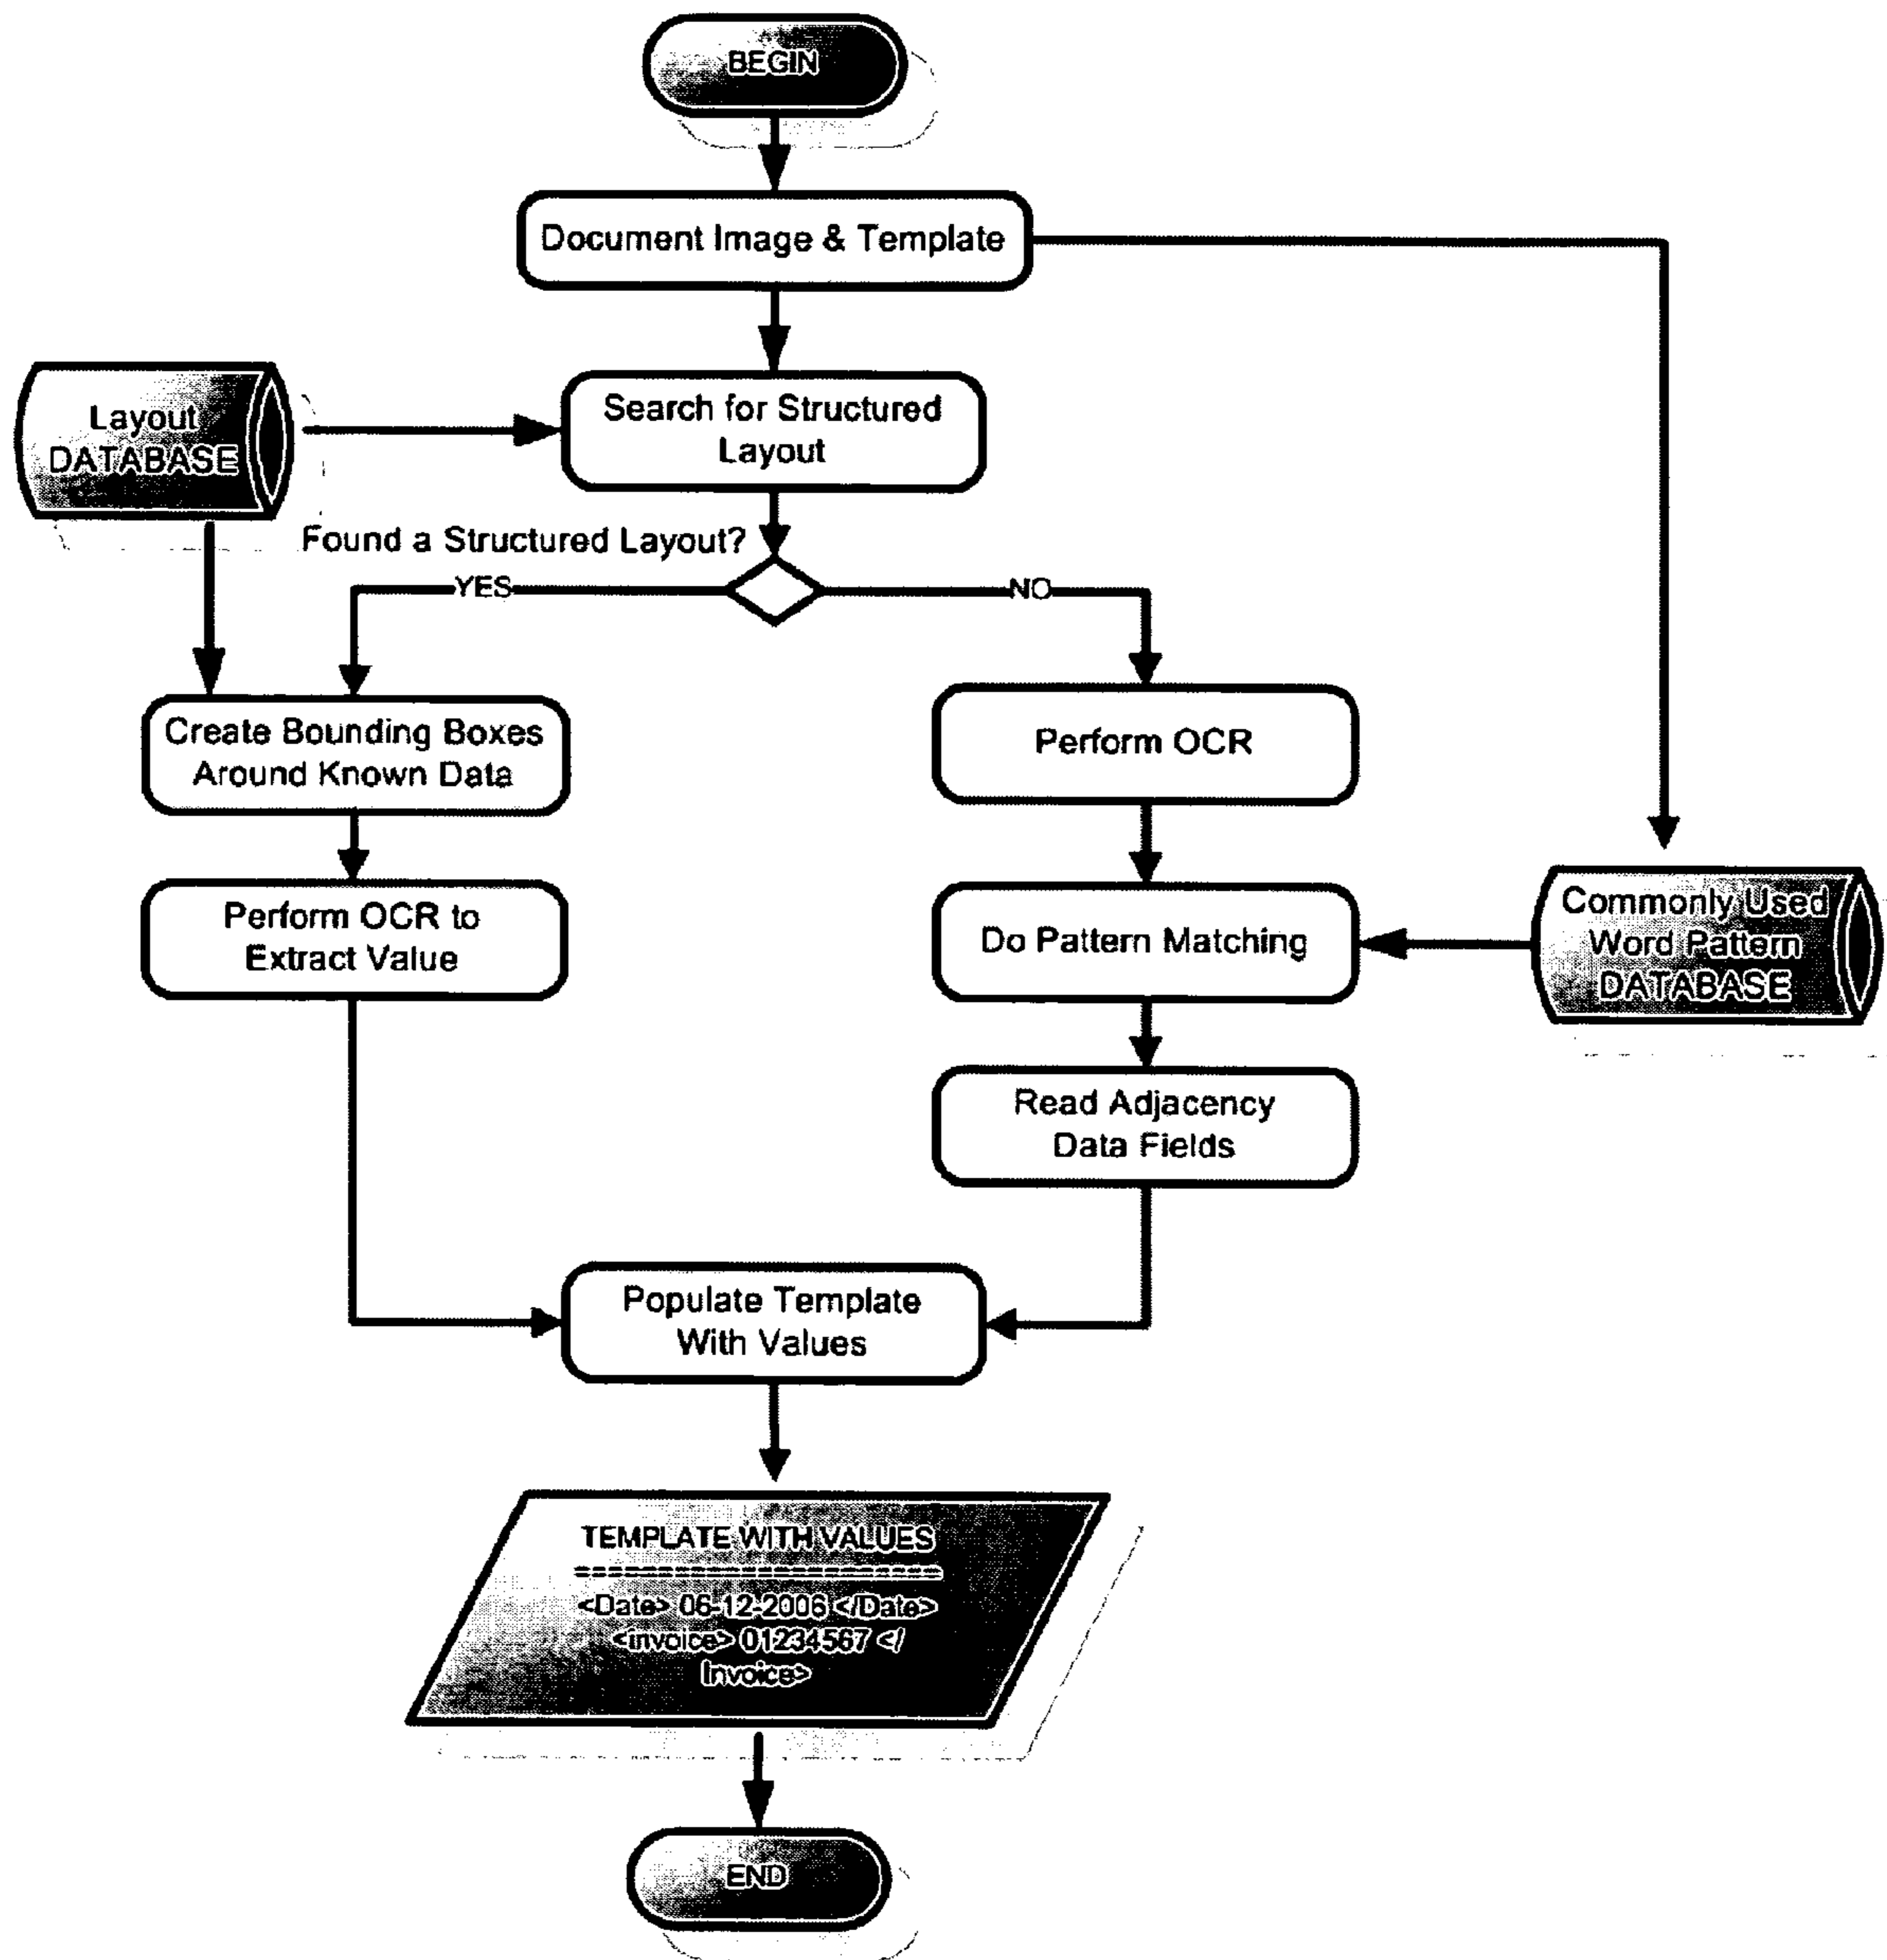 BEGIN
Document Image & Template
Layout
DATABASE
Search for Structured
Layout
Found a Structured Layout?
YES
NO
Create Bounding Boxes
Around Known Data
Perform OCR
Perform OCR to
Extract Value
Do Pattern Matching
Commonly Used
Word Pattern
DATABASE
Read Adjacency
Data Fields
Populate Template
With Values
TEMPLATE WITH VALUES
======================
<Date> 06-12-2006 </Date>
<invoice> 01234567 </
Invoice>
END